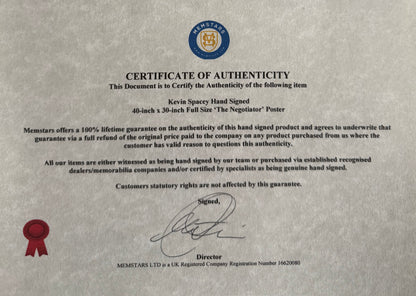 MEMSTARS
CERTIFICATE OF AUTHENTICITY
This Document is to Certify the Authenticity of the following item
Kevin Spacey Hand Signed
40-inch x 30-inch Full Size 'The Negotiator' Poster
Memstars offers a 100% lifetime guarantee on the authenticity of this hand signed product and agrees to underwrite that
guarantee via a full refund of the original price paid to the company on any product purchased from us where the
customer has valid reason to questions this authenticity.
All our items are either witnessed as being hand signed by our team or purchased via established recognised
dealers/memorabilia companies and/or certified by specialists as being genuine hand signed.
Customers statutory rights are not affected by this guarantee.
Signed,
Director
MEMSTARS LTD is a UK Registered Company Registration Number 16620080